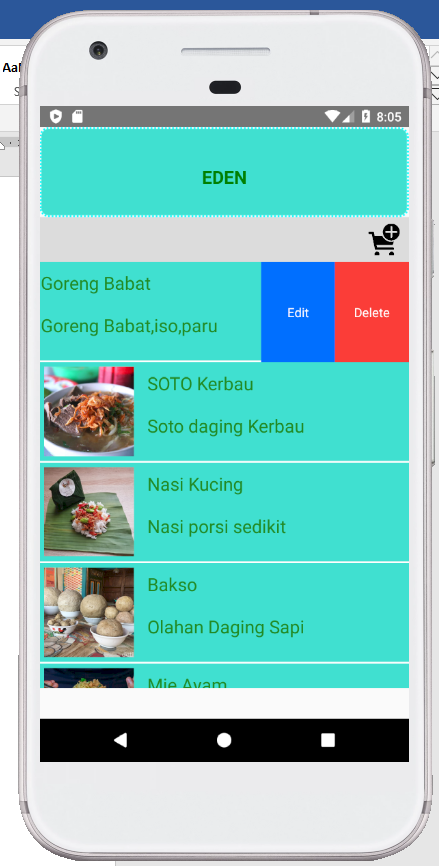 8:05
EDEN
Goreng Babat
Goreng Babat,iso,paru
Edit
Delete
SOTO Kerbau
Soto daging Kerbau
Nasi Kucing
Nasi porsi sedikit
Bakso
Olahan Daging Sapi
Mie Ayam